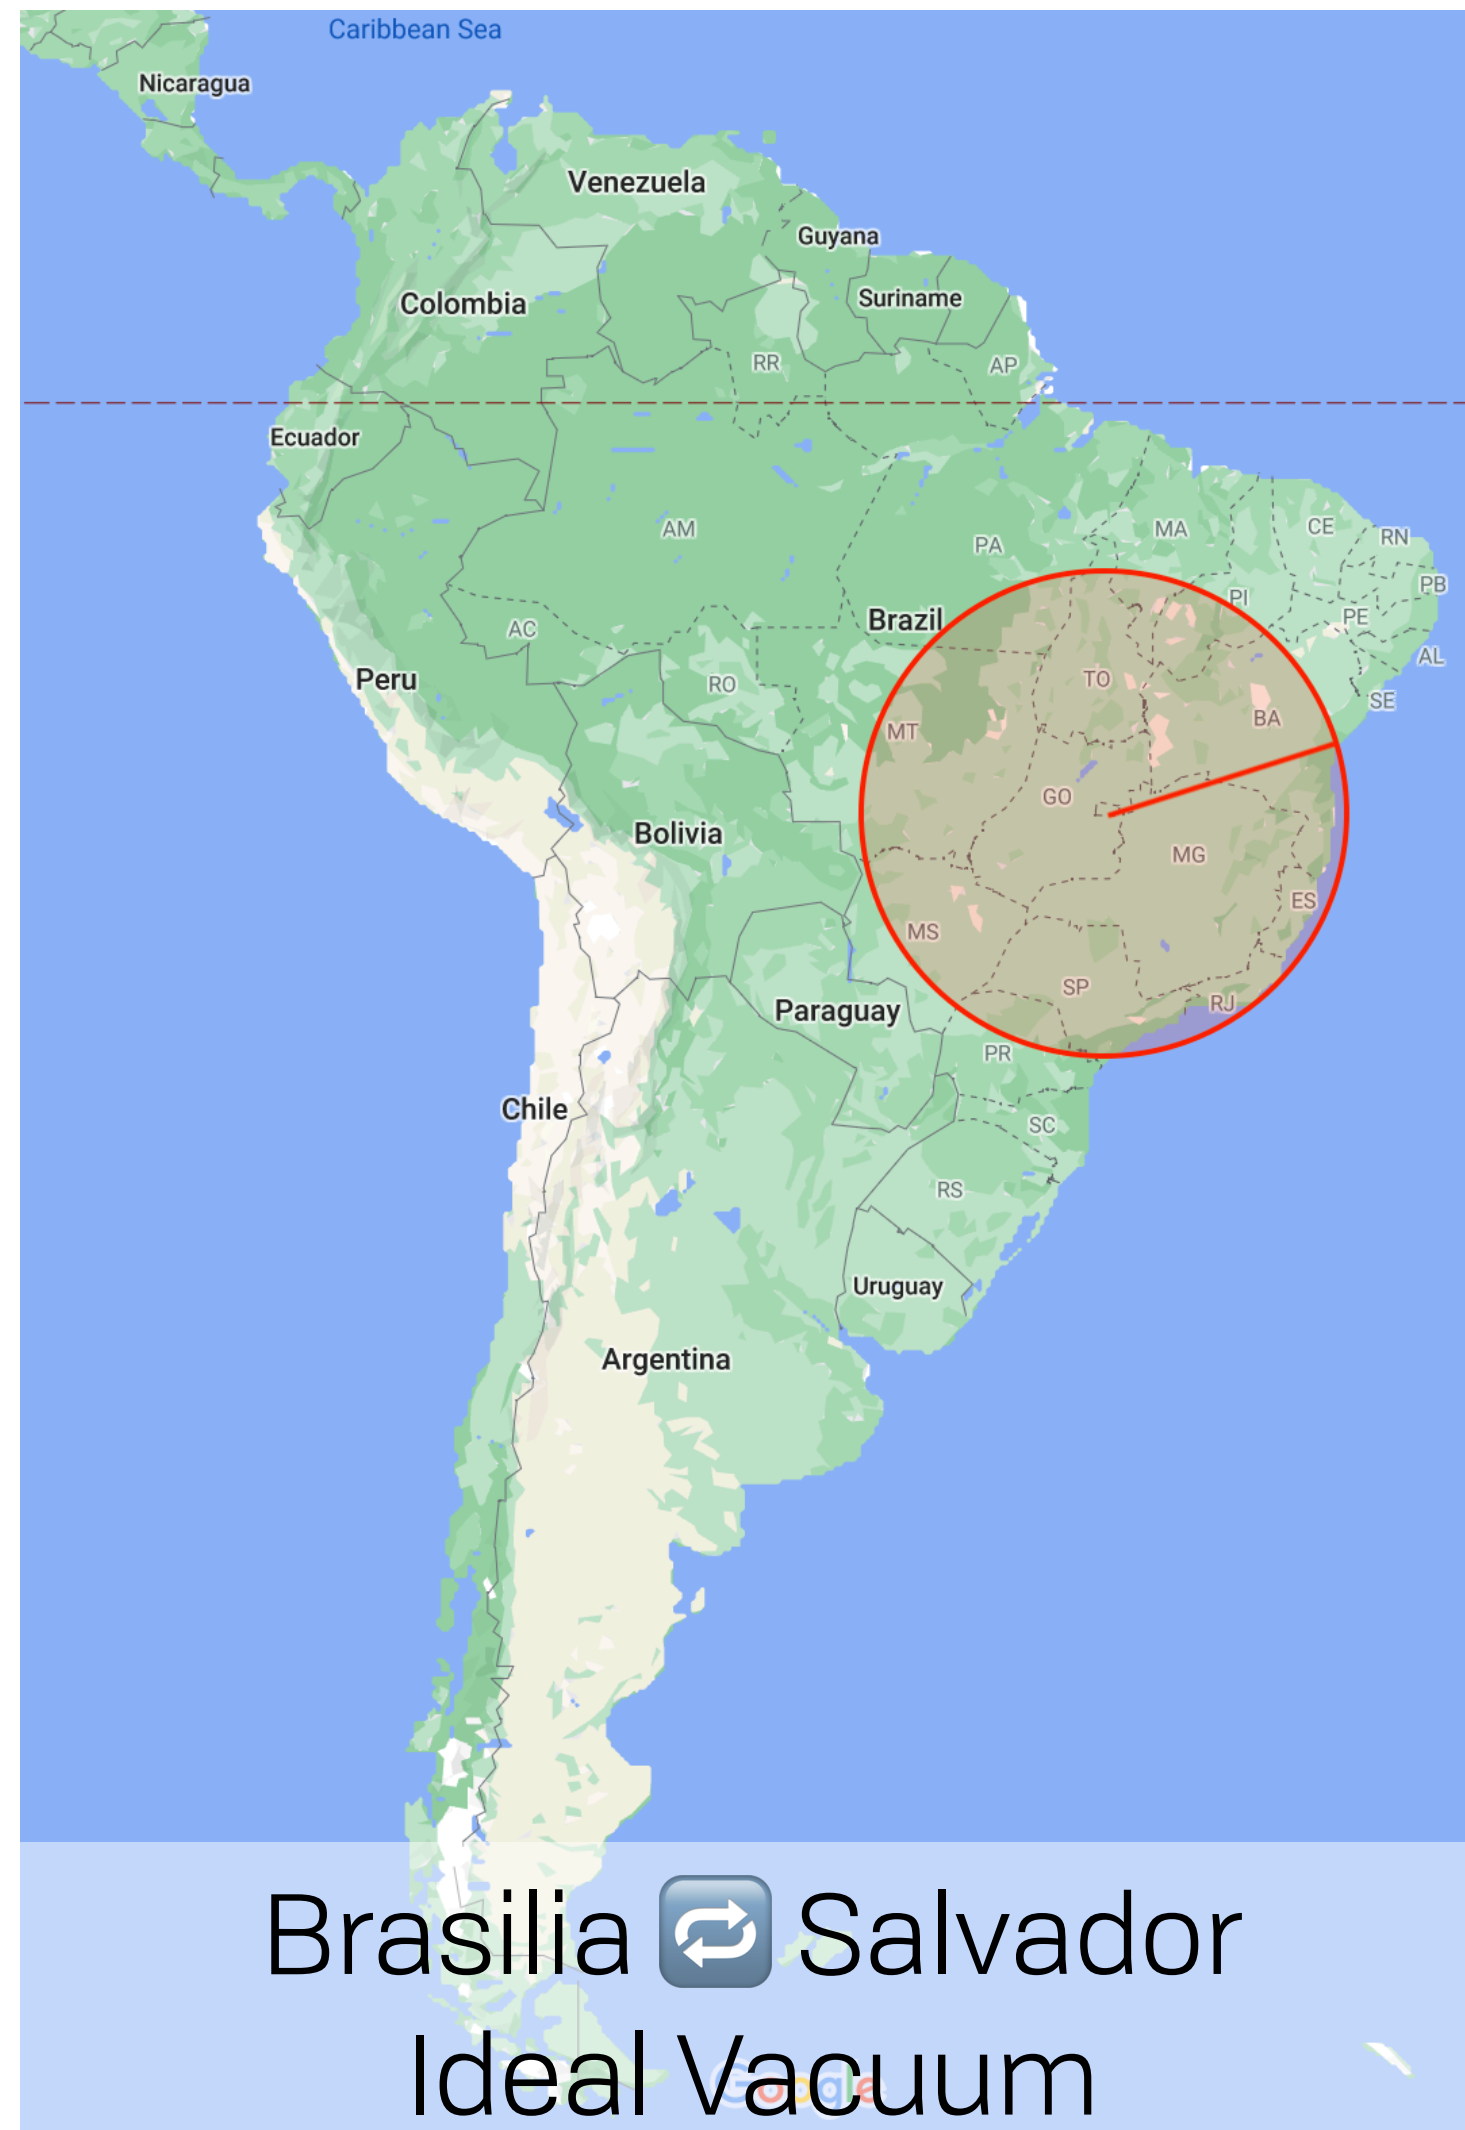 Caribbean Sea
Nicaragua
Venezuela
Guyana
Colombia
Suriname
RR
AP
Ecuador
AM
PA
MA
CE
RN
PB
PI
PE
Brazil
AC
AL
Peru
RO
TO
SE
MT
BA
GO
Bolivia
MG
ES
MS
SP
RJ
Paraguay
PR
Chile
SC
RS
Uruguay
Argentina
Brasilia 🔁 Salvador
Ideal Vacuum
Google